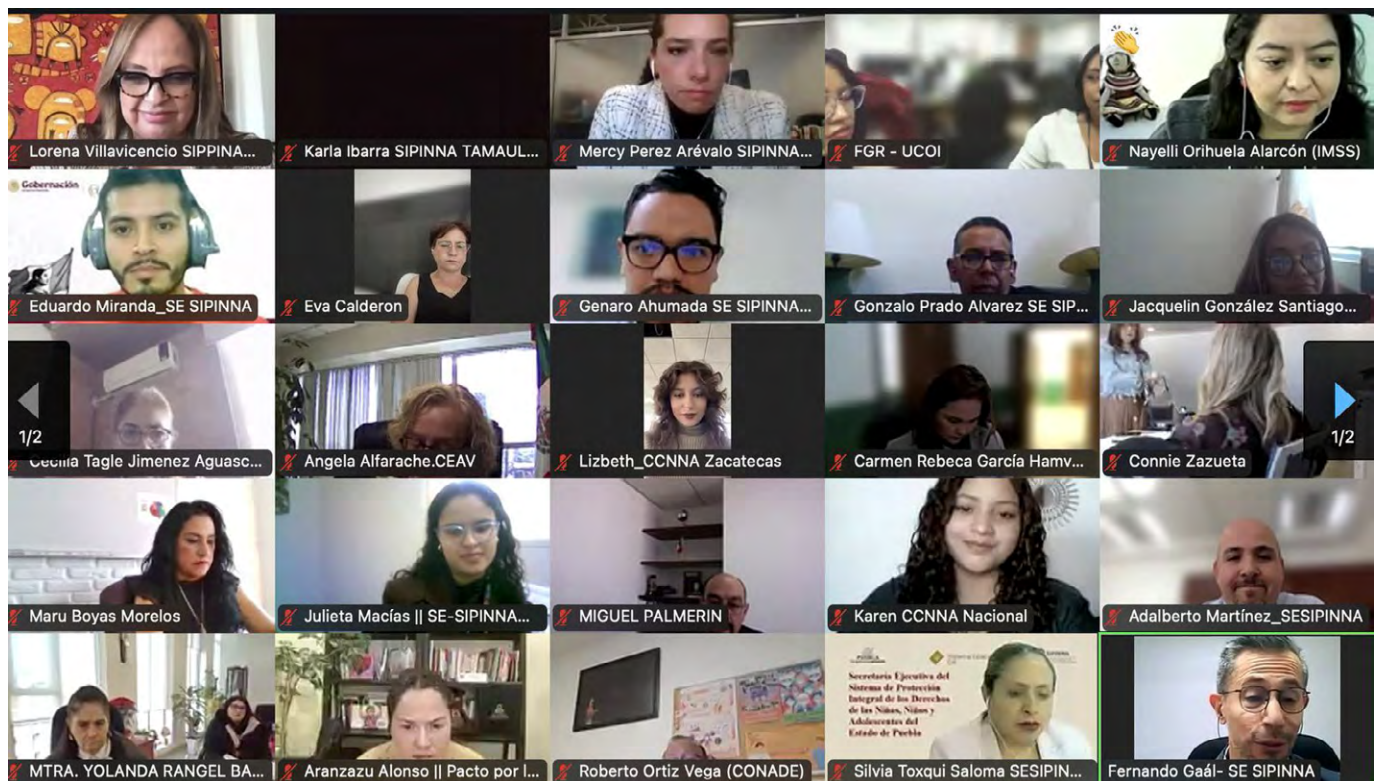 Lorena Villavicencio SIPPINA...
Karla Ibarra SIPINNA TAMAUL...
Mercy Perez Arévalo SIPINNA...
FGR - UCOI
Nayelli Orihuela Alarcón (IMSS)
Gobernación
Eduardo Miranda_SE SIPINNA
Eva Calderon
Genaro Ahumada SE SIPINNA...
Gonzalo Prado Alvarez SE SIP...
Jacquelin González Santiago...
1/2
Cecilia Tagle Jimenez Aguasc...
Angela Alfarache.CEAV
Lizbeth_CCNNA Zacatecas
Carmen Rebeca García Hamv...
Connie Zazueta
1/2
Maru Boyas Morelos
Julieta Macías || SE-SIPINNA...
MIGUEL PALMERIN
Karen CCNNA Nacional
Adalberto Martínez_SESIPINNA
MTRA. YOLANDA RANGEL BA...
Aranzazu Alonso || Pacto por l...
Roberto Ortiz Vega (CONADE)
PUEBLA
Secretaría Ejecutiva del
Sistema de Protección
Integral de los Derechos
de las Niñas, Niños y
Adolescentes del
Estado de Puebla
Silvia Toxqui Saloma SESIPIN...
Fernando Gaál- SE SIPINNA